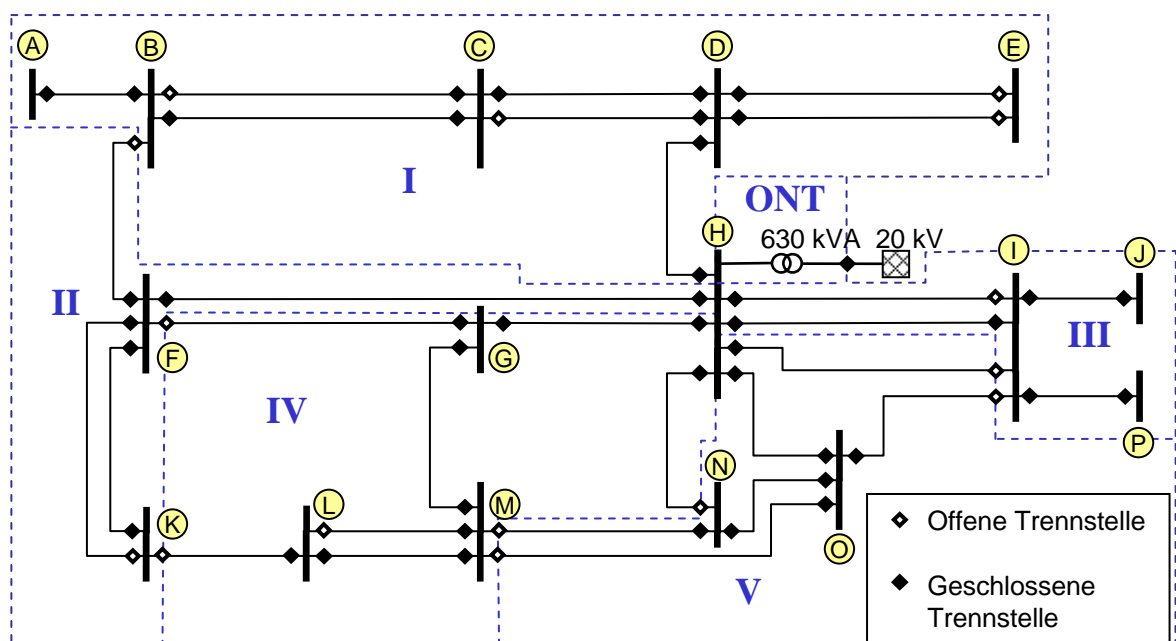 A
B
C
D
E
I
ONT
H
630 kVA
20 kV
I
J
II
III
F
G
IV
P
N
K
L
M
O
V
Offene Trennstelle
Geschlossene
Trennstelle